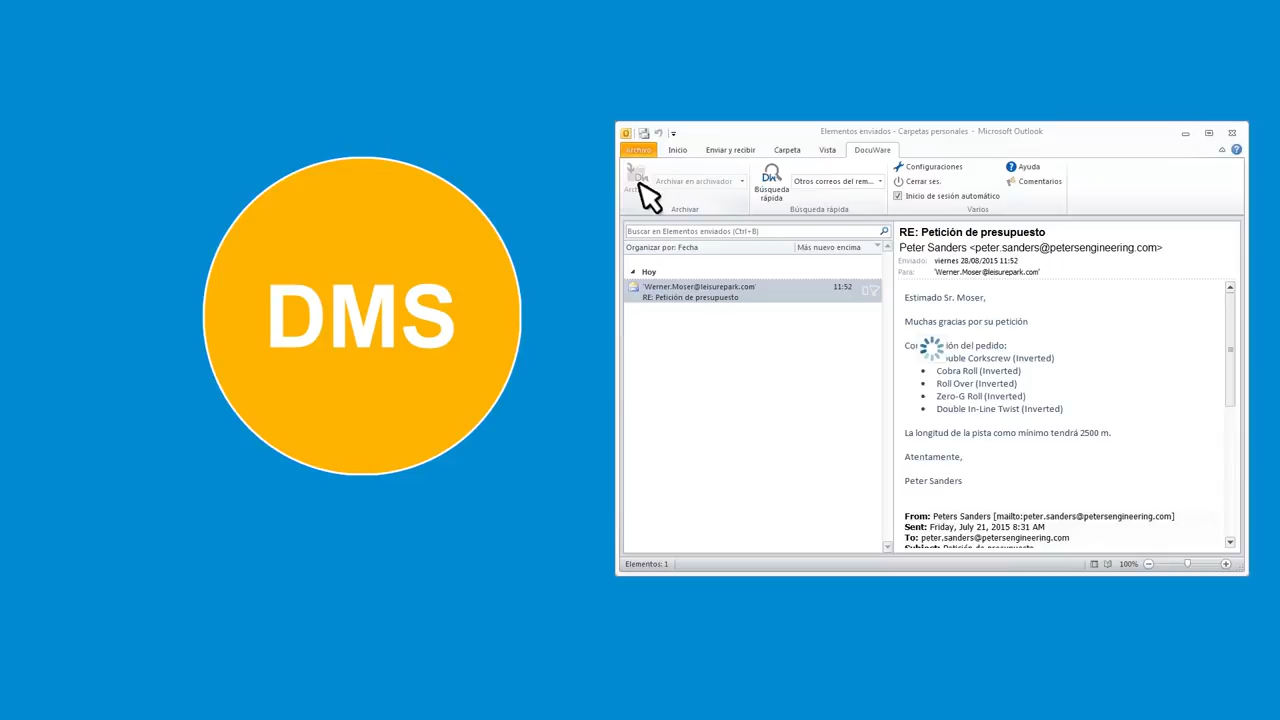 DMS
Elementos enviados - Carpetas personales - Microsoft Outlook
Archivo Inicio Enviar y recibir Carpeta Vista DocuWare
Archivar en archivador
Archivar
DW
Búsqueda rápida
Otros correos del rem...
Búsqueda rápida
Configuraciones
Cerrar ses.
Inicio de sesión automático
Ayuda
Comentarios
Varios
Buscar en Elementos enviados (Ctrl+B)
Organizar por: Fecha Más nuevo encima
Hoy
'Werner.Moser@leisurepark.com' 11:52
RE: Petición de presupuesto
RE: Petición de presupuesto
Peter Sanders <peter.sanders@petersengineering.com>
Enviado: viernes 28/08/2015 11:52
Para: 'Werner.Moser@leisurepark.com'
Estimado Sr. Moser,
Muchas gracias por su petición
del pedido;
Corkscrew (Inverted)
• Cobra Roll (Inverted)
• Roll Over (Inverted)
• Zero-G Roll (Inverted)
• Double In-Line Twist (Inverted)
La longitud de la pista como mínimo tendrá 2500 m.
Atentamente,
Peter Sanders
From: Peters Sanders [mailto:peter.sanders@petersengineering.com]
Sent: Friday, July 21, 2015 8:31 AM
To: peter.sanders@petersengineering.com
Subject: Petición de presupuesto
Elementos: 1
100%